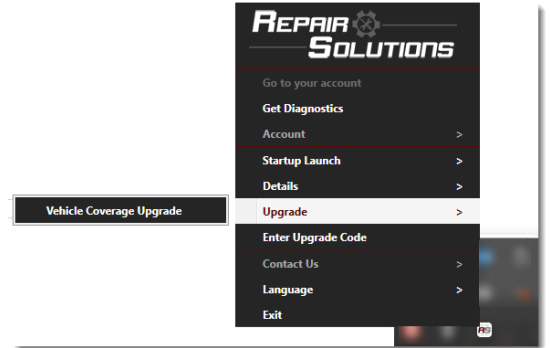 REPAIR
SOLUTIONS
Go to your account
Get Diagnostics
Account >
Startup Launch >
Details >
Vehicle Coverage Upgrade
Upgrade >
Enter Upgrade Code
Contact Us >
Language >
Exit
RS